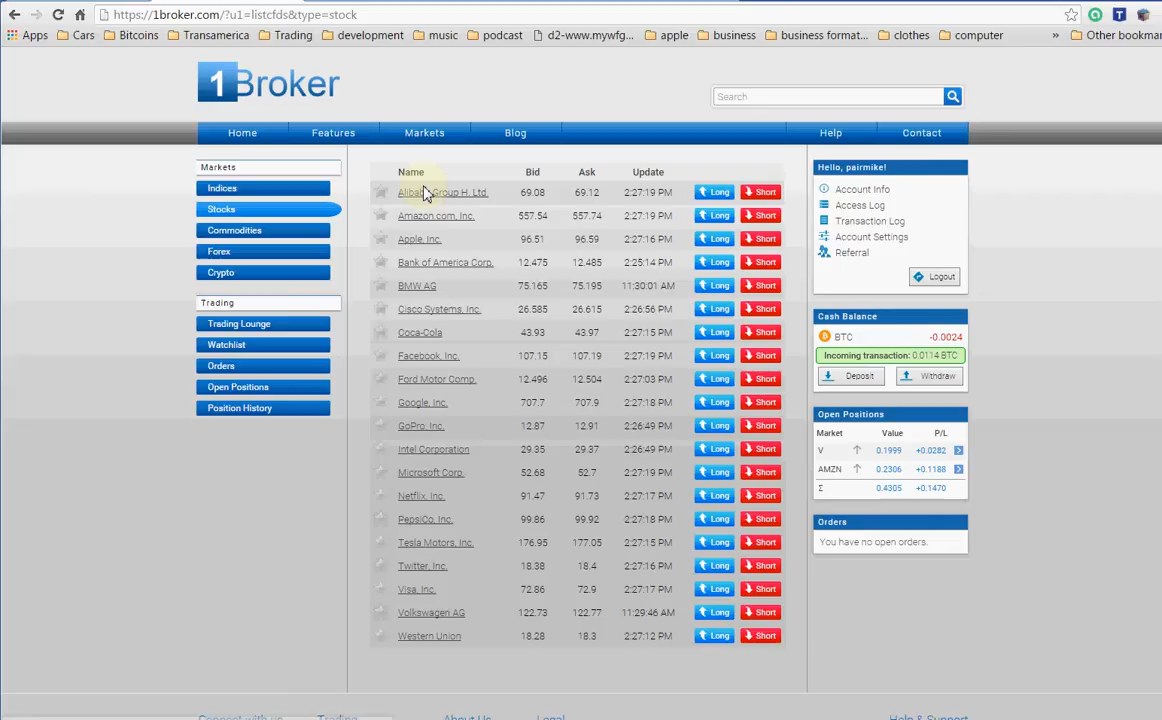 https://1broker.com/?u1=listcfds&type=stock
Apps Cars Bitcoins Transamerica Trading development music podcast d2-www.mywfg... apple business business format... clothes computer » Other bookmar
1Broker
Search
Home Features Markets Blog Help Contact
Markets
Indices
Stocks
Commodities
Forex
Crypto
Trading
Trading Lounge
Watchlist
Orders
Open Positions
Position History
Name Bid Ask Update
Alibaba Group H. Ltd. 69.08 69.12 2:27:19 PM Long Short
Amazon.com, Inc. 557.54 557.74 2:27:19 PM Long Short
Apple, Inc. 96.51 96.59 2:27:16 PM Long Short
Bank of America Corp. 12.475 12.485 2:25:14 PM Long Short
BMW AG 75.165 75.195 11:30:01 AM Long Short
Cisco Systems, Inc. 26.585 26.615 2:26:56 PM Long Short
Coca-Cola 43.93 43.97 2:27:15 PM Long Short
Facebook, Inc. 107.15 107.19 2:27:19 PM Long Short
Ford Motor Comp. 12.496 12.504 2:27:03 PM Long Short
Google, Inc. 707.7 707.9 2:27:18 PM Long Short
GoPro, Inc. 12.87 12.91 2:26:49 PM Long Short
Intel Corporation 29.35 29.37 2:26:49 PM Long Short
Microsoft Corp. 52.68 52.7 2:27:19 PM Long Short
Netflix, Inc. 91.47 91.73 2:27:17 PM Long Short
PepsiCo, Inc. 99.86 99.92 2:27:18 PM Long Short
Tesla Motors, Inc. 176.95 177.05 2:27:15 PM Long Short
Twitter, Inc. 18.38 18.4 2:27:16 PM Long Short
Visa, Inc. 72.86 72.9 2:27:17 PM Long Short
Volkswagen AG 122.73 122.77 11:29:46 AM Long Short
Western Union 18.28 18.3 2:27:12 PM Long Short
Hello, pairmike!
Account Info
Access Log
Transaction Log
Account Settings
Referral
Logout
Cash Balance
BTC -0.0024
Incoming transaction: 0.0114 BTC
Deposit Withdraw
Open Positions
Market Value P/L
V 0.1999 +0.0282
AMZN 0.2306 +0.1188
Σ 0.4305 +0.1470
Orders
You have no open orders.
Connect with us Trading About Us Legal Help & Support